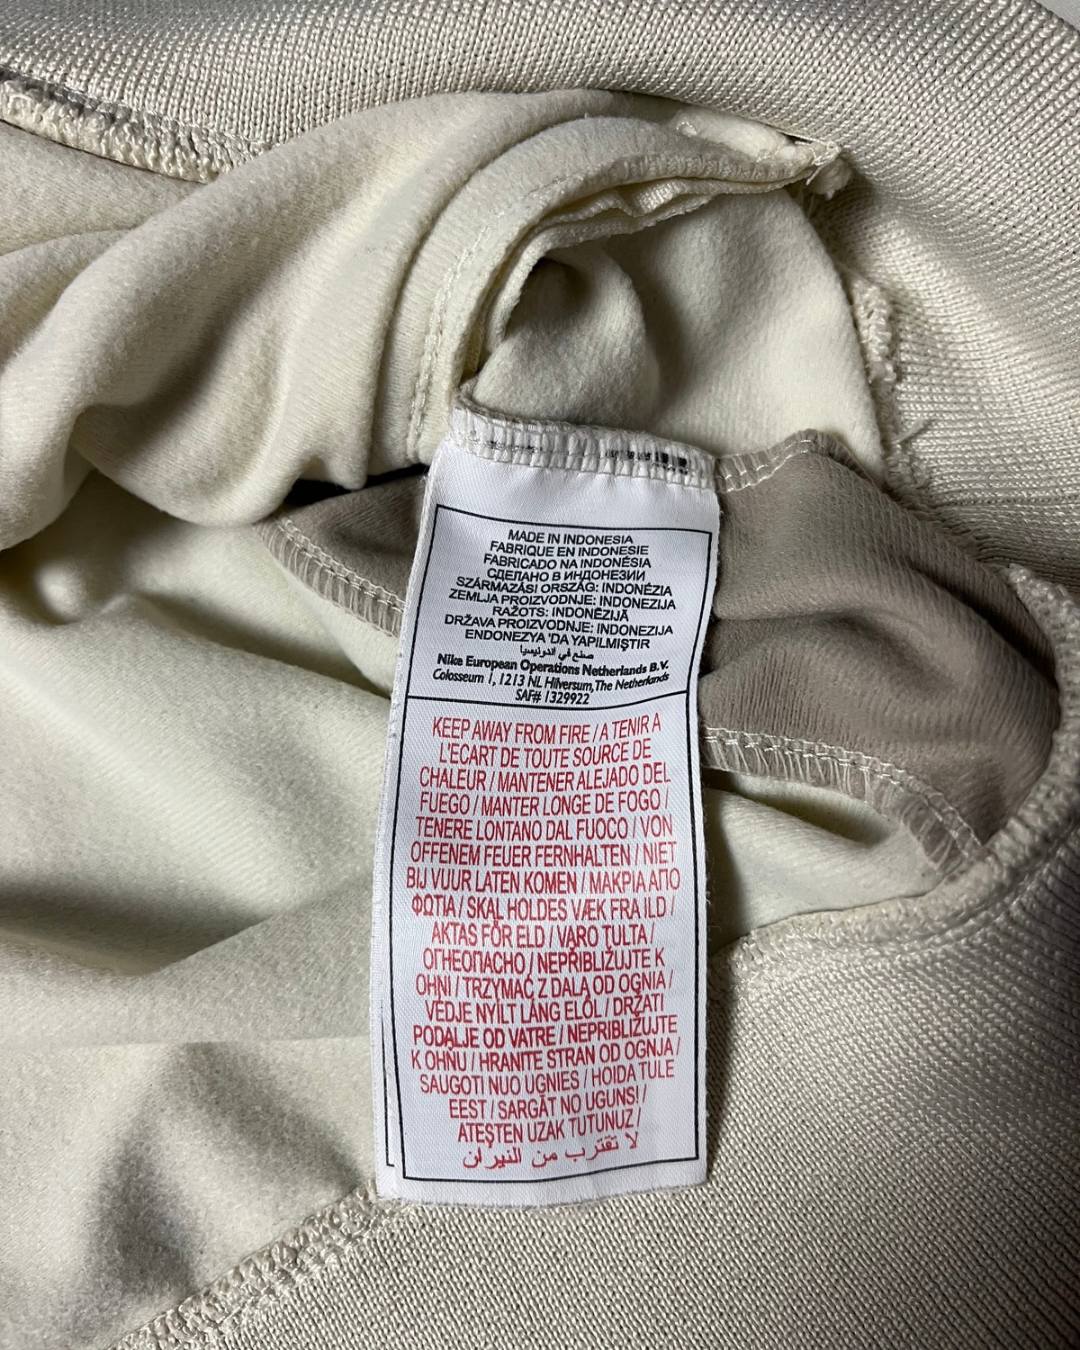 MADE IN INDONESIA
FABRIQUE EN INDONESIE
FABRICADO NA INDONÉSIA
СДЕЛАНО В ИНДОНЕЗИИ
SZÁRMAZÁSI ORSZÁG: INDONÉZIA
ZEMLJA PROIZVODNJE: INDONEZIJA
RAŽOTS: INDONĒZIJĀ
DRŽAVA PROIZVODNJE: INDONEZIJA
ENDONEZYA 'DA YAPILMIŞTIR
صنع في اندونيسيا
Nike European Operations Netherlands B.V.
Colosseum 1, 1213 NL Hilversum, The Netherlands
SAF# 1329922
KEEP AWAY FROM FIRE / A TENIR A
L'ECART DE TOUTE SOURCE DE
CHALEUR / MANTENER ALEJADO DEL
FUEGO / MANTER LONGE DE FOGO /
TENERE LONTANO DAL FUOCO / VON
OFFENEM FEUER FERNHALTEN / NIET
BIJ VUUR LATEN KOMEN / ΜΑΚΡΙΑ ΑΠΟ
ΦΩΤΙΑ / SKAL HOLDES VÆK FRA ILD /
AKTAS FÖR ELD / VARO TULTA /
ОГНЕОПАСНО / NEPŘIBLIŽUJTE K
OHNI / TRZYMAĆ Z DALA OD OGNIA /
VÉDJE NYÍLT LÁNG ELŐL / DRŽATI
PODALJE OD VATRE / NEPRIBLIŽUJTE
K OHŇU / HRANITE STRAN OD OGNJA /
SAUGOTI NUO UGNIES / HOIDA TULE
EEST / SARGĀT NO UGUNS! /
ATEŞTEN UZAK TUTUNUZ /
لا تقترب من النيران